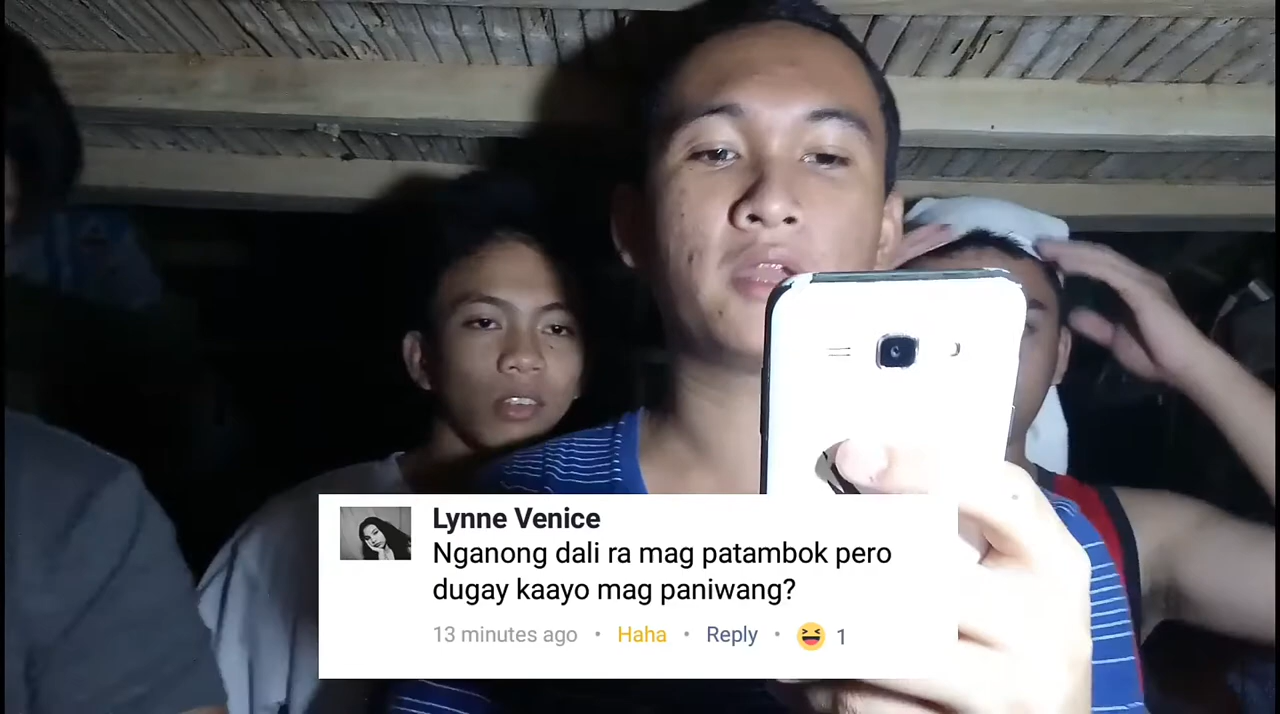 Lynne Venice
Nganong dali ra mag patambok pero
dugay kaayo mag paniwang?
13 minutes ago • Haha • Reply • 😆 1